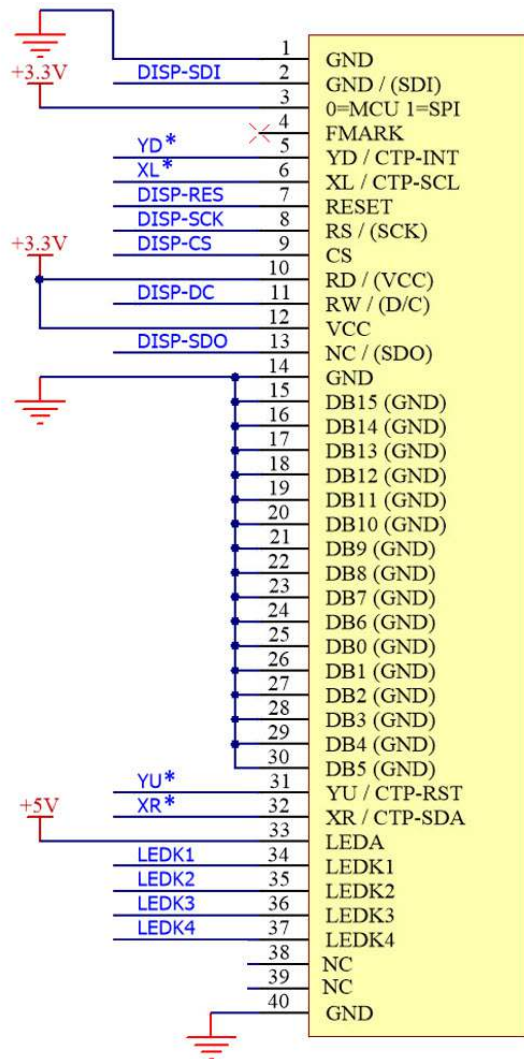 1 GND
+3.3V DISP-SDI 2 GND / (SDI)
3 0=MCU 1=SPI
4 FMARK
YD* 5 YD / CTP-INT
XL* 6 XL / CTP-SCL
DISP-RES 7 RESET
DISP-SCK 8 RS / (SCK)
+3.3V DISP-CS 9 CS
10 RD / (VCC)
DISP-DC 11 RW / (D/C)
12 VCC
DISP-SDO 13 NC / (SDO)
14 GND
15 DB15 (GND)
16 DB14 (GND)
17 DB13 (GND)
18 DB12 (GND)
19 DB11 (GND)
20 DB10 (GND)
21 DB9 (GND)
22 DB8 (GND)
23 DB7 (GND)
24 DB6 (GND)
25 DB0 (GND)
26 DB1 (GND)
27 DB2 (GND)
28 DB3 (GND)
29 DB4 (GND)
30 DB5 (GND)
YU* 31 YU / CTP-RST
+5V XR* 32 XR / CTP-SDA
33 LEDA
LEDK1 34 LEDK1
LEDK2 35 LEDK2
LEDK3 36 LEDK3
LEDK4 37 LEDK4
38 NC
39 NC
40 GND